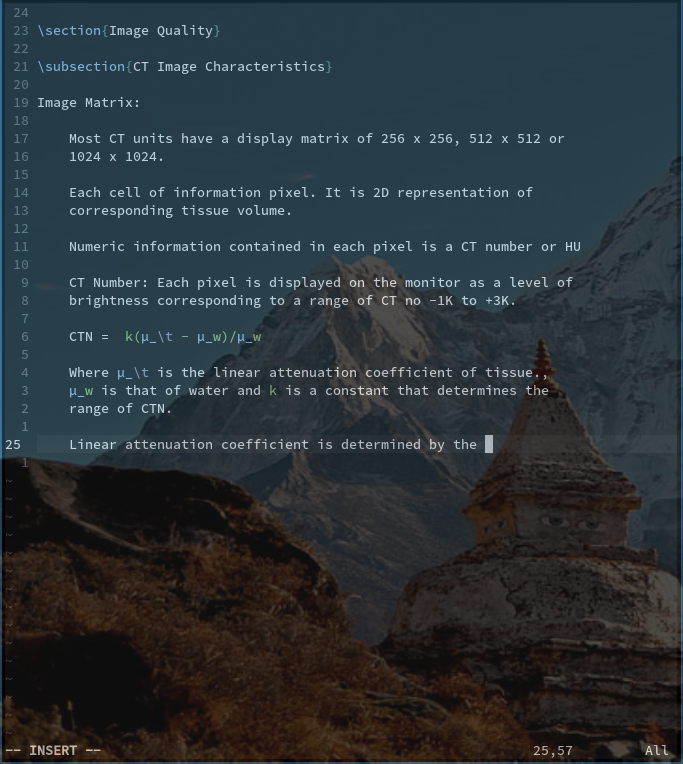 24
23 \section{Image Quality}
22
21 \subsection{CT Image Characteristics}
20
19 Image Matrix:
18
17 Most CT units have a display matrix of 256 x 256, 512 x 512 or
16 1024 x 1024.
15
14 Each cell of information pixel. It is 2D representation of
13 corresponding tissue volume.
12
11 Numeric information contained in each pixel is a CT number or HU
10
9 CT Number: Each pixel is displayed on the monitor as a level of
8 brightness corresponding to a range of CT no -1K to +3K.
7
6 CTN =  k(μ_\t - μ_w)/μ_w
5
4 Where μ_\t is the linear attenuation coefficient of tissue.,
3 μ_w is that of water and k is a constant that determines the
2 range of CTN.
1
25 Linear attenuation coefficient is determined by the
1
-- INSERT -- 25,57 All